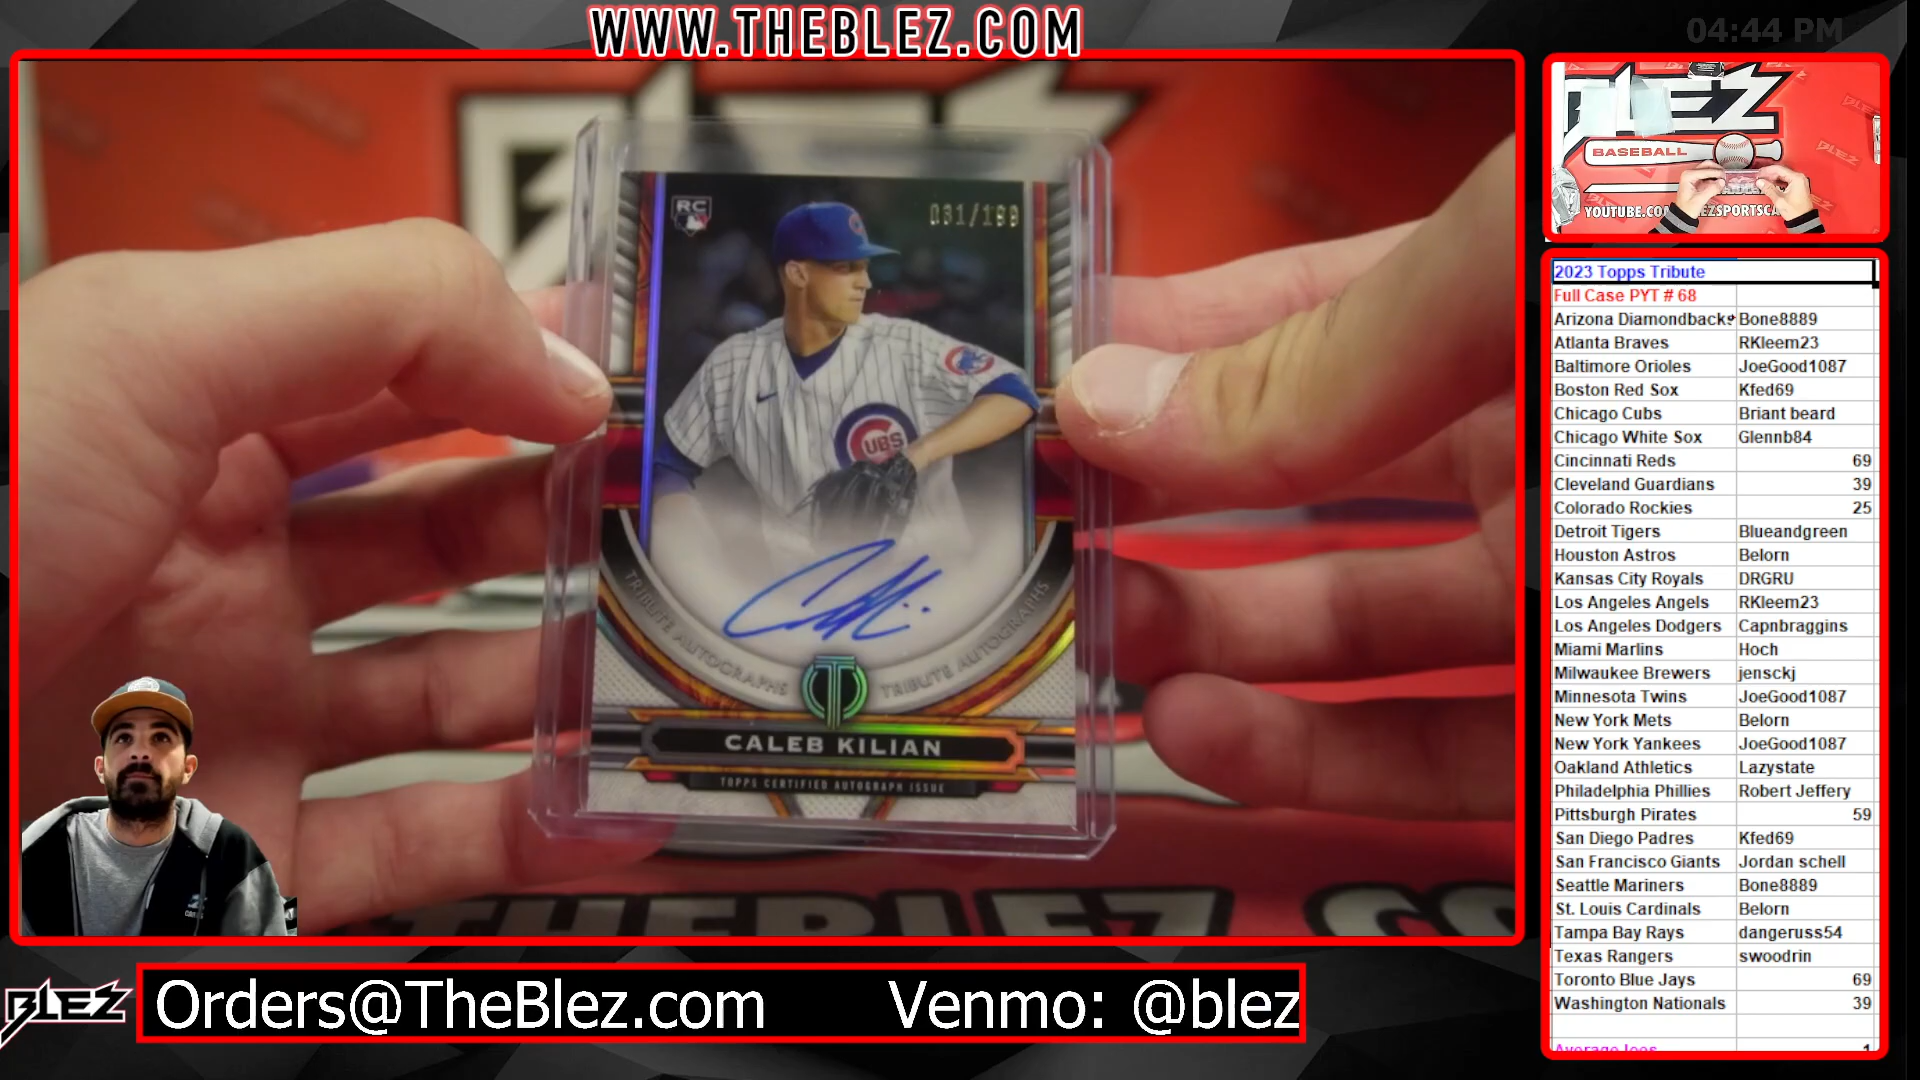 WWW.THEBLEZ.COM
04:44 PM
RC
031/199
CUBS
TRIBUTE AUTOGRAPHS
TRIBUTE AUTOGRAPHS
CALEB KILIAN
TOPPS CERTIFIED AUTOGRAPH ISSUE
BLEZ
BASEBALL
BLEZ
2023 Topps Tribute
Full Case PYT # 68
Arizona Diamondbacks Bone8889
Atlanta Braves RKleem23
Baltimore Orioles JoeGood1087
Boston Red Sox Kfed69
Chicago Cubs Briant beard
Chicago White Sox Glennb84
Cincinnati Reds 69
Cleveland Guardians 39
Colorado Rockies 25
Detroit Tigers Blueandgreen
Houston Astros Belorn
Kansas City Royals DRGRU
Los Angeles Angels RKleem23
Los Angeles Dodgers Capnbraggins
Miami Marlins Hoch
Milwaukee Brewers jensckj
Minnesota Twins JoeGood1087
New York Mets Belorn
New York Yankees JoeGood1087
Oakland Athletics Lazystate
Philadelphia Phillies Robert Jeffery
Pittsburgh Pirates 59
San Diego Padres Kfed69
San Francisco Giants Jordan schell
Seattle Mariners Bone8889
St. Louis Cardinals Belorn
Tampa Bay Rays dangeruss54
Texas Rangers swoodrin
Toronto Blue Jays 69
Washington Nationals 39
Average Joes 1
BLEZ
Orders@TheBlez.com Venmo: @blez